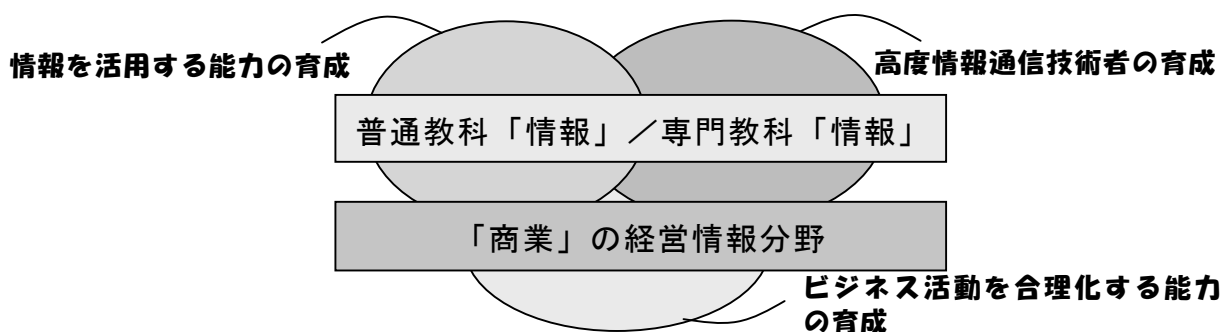 情報を活用する能力の育成
高度情報通信技術者の育成
普通教科「情報」／専門教科「情報」
「商業」の経営情報分野
ビジネス活動を合理化する能力
の育成